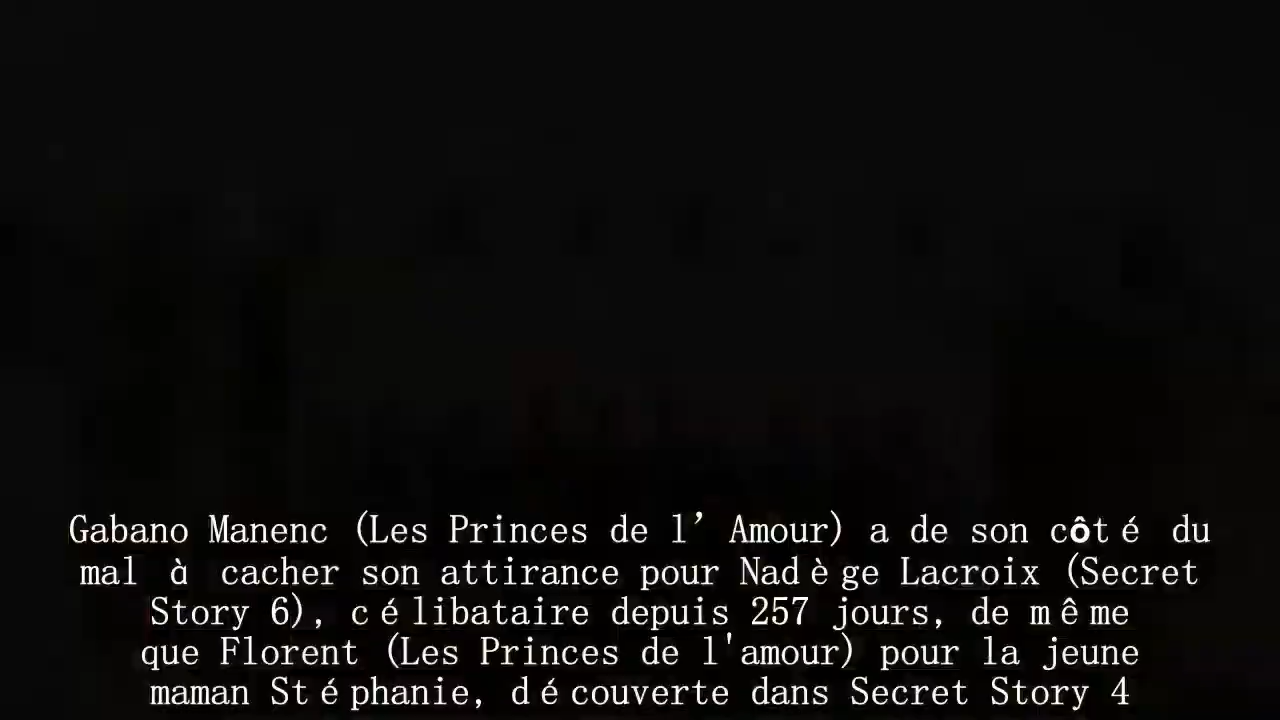 Gabano Manenc (Les Princes de l’Amour) a de son côté du
mal à cacher son attirance pour Nadège Lacroix (Secret
Story 6), célibataire depuis 257 jours, de même
que Florent (Les Princes de l'amour) pour la jeune
maman Stéphanie, découverte dans Secret Story 4